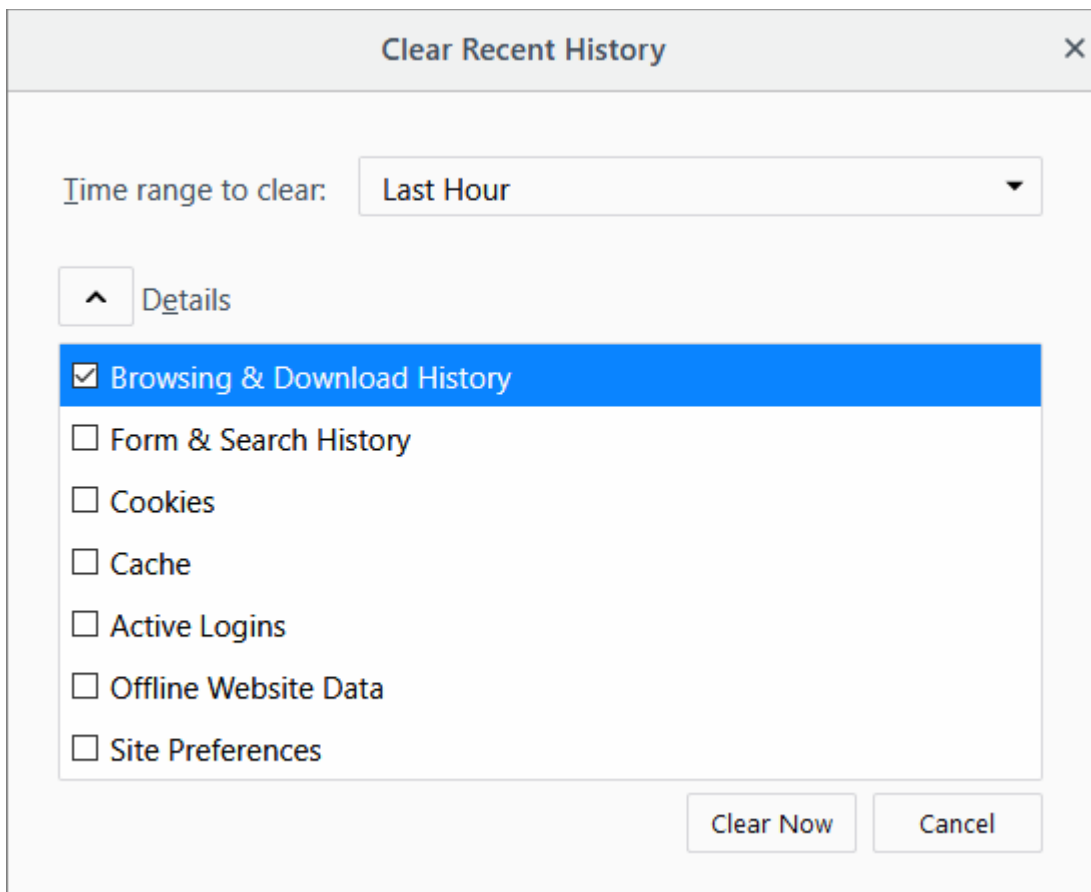 Clear Recent History
Time range to clear: Last Hour
Details
Browsing & Download History
Form & Search History
Cookies
Cache
Active Logins
Offline Website Data
Site Preferences
Clear Now Cancel